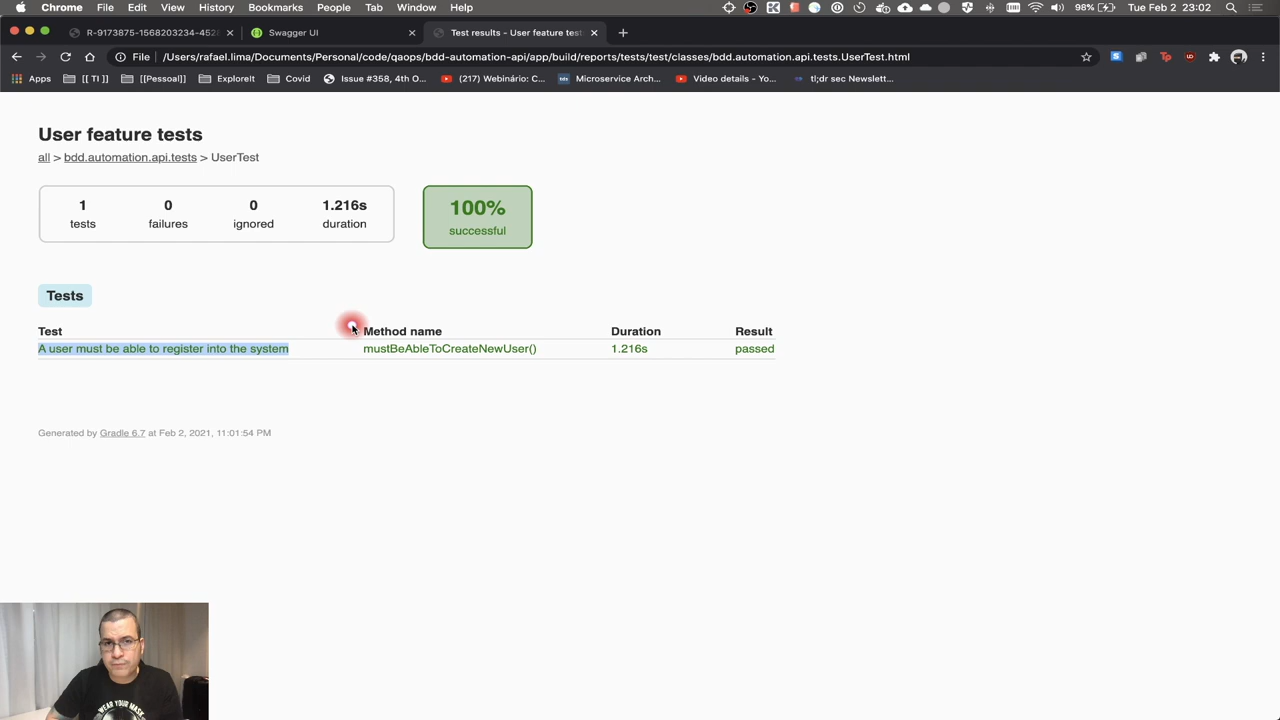 Chrome File Edit View History Bookmarks People Tab Window Help 98% Tue Feb 2 23:02
R-9173875-1568203234-452 Swagger UI Test results - User feature test
File /Users/rafael.lima/Documents/Personal/code/qaops/bdd-automation-api/app/build/reports/tests/test/classes/bdd.automation.api.tests.UserTest.html
Apps [[ TI ]] [[Pessoal]] ExploreIt Covid Issue #358, 4th O... (217) Webinário: C... Microservice Arch... Video details - Yo... tl;dr sec Newslett...
User feature tests
all > bdd.automation.api.tests > UserTest
1 0 0 1.216s
tests failures ignored duration
100%
successful
Tests
Test Method name Duration Result
A user must be able to register into the system mustBeAbleToCreateNewUser() 1.216s passed
Generated by Gradle 6.7 at Feb 2, 2021, 11:01:54 PM
WEAR YOUR MASK